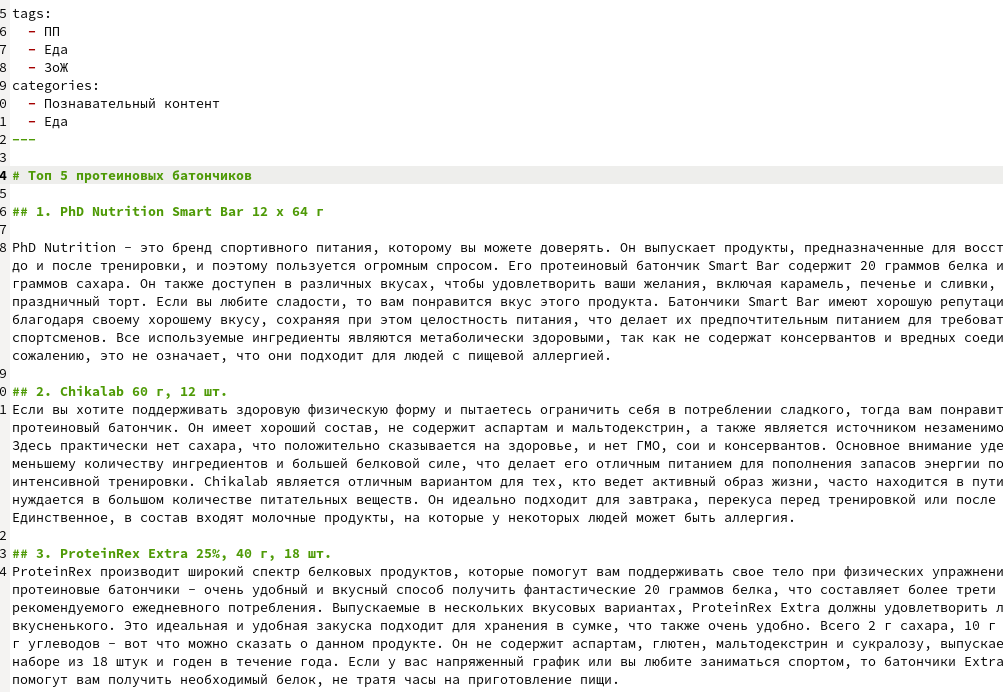 5 tags:
6   - ПП
7   - Еда
8   - ЗоЖ
9 categories:
0   - Познавательный контент
1   - Еда
2 ---
3
4 # Топ 5 протеиновых батончиков
5
6 ## 1. PhD Nutrition Smart Bar 12 x 64 г
7
8 PhD Nutrition – это бренд спортивного питания, которому вы можете доверять. Он выпускает продукты, предназначенные для восст
до и после тренировки, и поэтому пользуется огромным спросом. Его протеиновый батончик Smart Bar содержит 20 граммов белка и
граммов сахара. Он также доступен в различных вкусах, чтобы удовлетворить ваши желания, включая карамель, печенье и сливки,
праздничный торт. Если вы любите сладости, то вам понравится вкус этого продукта. Батончики Smart Bar имеют хорошую репутаци
благодаря своему хорошему вкусу, сохраняя при этом целостность питания, что делает их предпочтительным питанием для требоват
спортсменов. Все используемые ингредиенты являются метаболически здоровыми, так как не содержат консервантов и вредных соеди
сожалению, это не означает, что они подходит для людей с пищевой аллергией.
9
0 ## 2. Chikalab 60 г, 12 шт.
1 Если вы хотите поддерживать здоровую физическую форму и пытаетесь ограничить себя в потреблении сладкого, тогда вам понравит
протеиновый батончик. Он имеет хороший состав, не содержит аспартам и мальтодекстрин, а также является источником незаменимо
Здесь практически нет сахара, что положительно сказывается на здоровье, и нет ГМО, сои и консервантов. Основное внимание уде
меньшему количеству ингредиентов и большей белковой силе, что делает его отличным питанием для пополнения запасов энергии по
интенсивной тренировки. Chikalab является отличным вариантом для тех, кто ведет активный образ жизни, часто находится в пути
нуждается в большом количестве питательных веществ. Он идеально подходит для завтрака, перекуса перед тренировкой или после
Единственное, в состав входят молочные продукты, на которые у некоторых людей может быть аллергия.
2
3 ## 3. ProteinRex Extra 25%, 40 г, 18 шт.
4 ProteinRex производит широкий спектр белковых продуктов, которые помогут вам поддерживать свое тело при физических упражнени
протеиновые батончики – очень удобный и вкусный способ получить фантастические 20 граммов белка, что составляет более трети
рекомендуемого ежедневного потребления. Выпускаемые в нескольких вкусовых вариантах, ProteinRex Extra должны удовлетворить л
вкусненького. Это идеальная и удобная закуска подходит для хранения в сумке, что также очень удобно. Всего 2 г сахара, 10 г
г углеводов – вот что можно сказать о данном продукте. Он не содержит аспартам, глютен, мальтодекстрин и сукралозу, выпускае
наборе из 18 штук и годен в течение года. Если у вас напряженный график или вы любите заниматься спортом, то батончики Extra
помогут вам получить необходимый белок, не тратя часы на приготовление пищи.